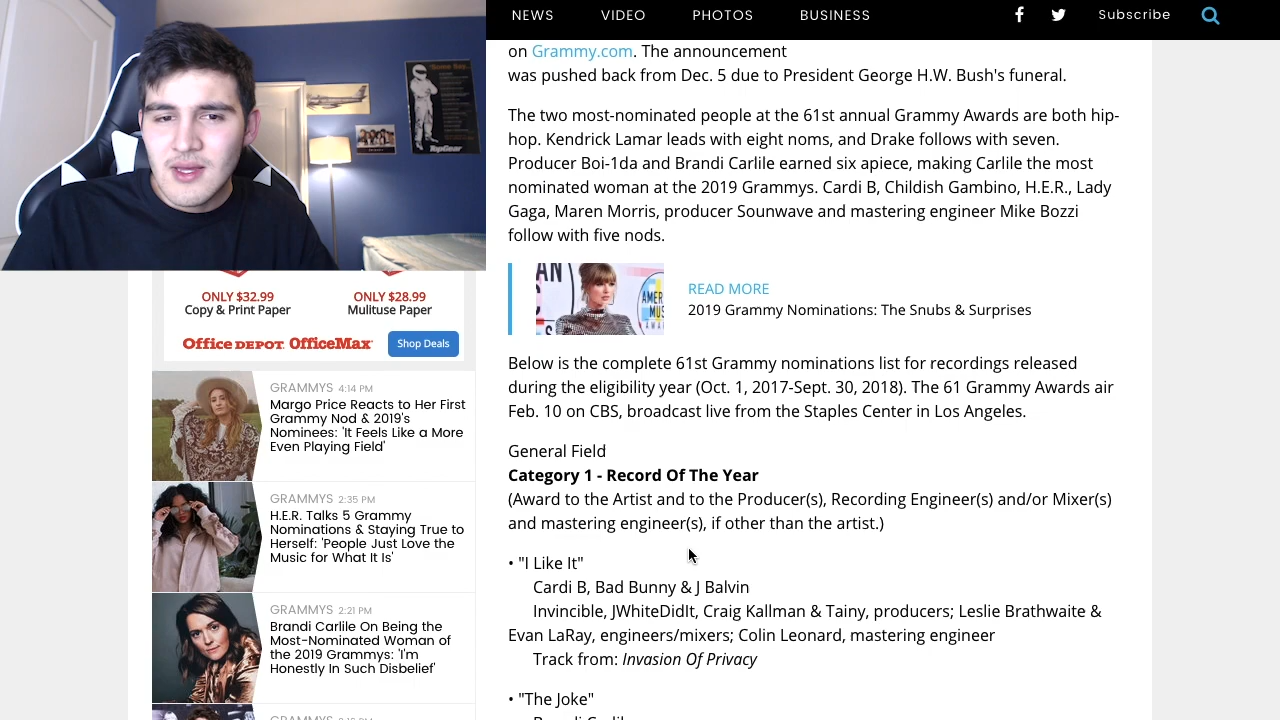 NEWS VIDEO PHOTOS BUSINESS Subscribe
on Grammy.com. The announcement
was pushed back from Dec. 5 due to President George H.W. Bush's funeral.
The two most nominated people at the 61st annual Grammy Awards are both hip-
hop. Kendrick Lamar leads with eight noms, and Drake follows with seven.
Producer Boi-1da and Brandi Carlile earned six apiece, making Carlile the most
nominated woman at the 2019 Grammys. Cardi B, Childish Gambino, H.E.R., Lady
Gaga, Maren Morris, producer Sounwave and mastering engineer Mike Bozzi
follow with five nods.
READ MORE
2019 Grammy Nominations: The Snubs & Surprises
Below is the complete 61st Grammy nominations list for recordings released
during the eligibility year (Oct. 1, 2017-Sept. 30, 2018). The 61 Grammy Awards air
Feb. 10 on CBS, broadcast live from the Staples Center in Los Angeles.
General Field
Category 1 - Record Of The Year
(Award to the Artist and to the Producer(s), Recording Engineer(s) and/or Mixer(s)
and mastering engineer(s), if other than the artist.)
• "I Like It"
Cardi B, Bad Bunny & J Balvin
Invincible, JWhiteDidIt, Craig Kallman & Tainy, producers; Leslie Brathwaite &
Evan LaRay, engineers/mixers; Colin Leonard, mastering engineer
Track from: Invasion Of Privacy
• "The Joke"
Brandi Carlile
TopGear
ONLY $32.99 ONLY $28.99
Copy & Print Paper Mulituse Paper
Office DEPOT OfficeMax Shop Deals
GRAMMYS 4:14 PM
Margo Price Reacts to Her First
Grammy Nod & 2019's
Nominees: 'It Feels Like a More
Even Playing Field'
GRAMMYS 2:35 PM
H.E.R. Talks 5 Grammy
Nominations & Staying True to
Herself: 'People Just Love the
Music for What It Is'
GRAMMYS 2:21 PM
Brandi Carlile On Being the
Most-Nominated Woman of
the 2019 Grammys: 'I'm
Honestly In Such Disbelief'
GRAMMYS